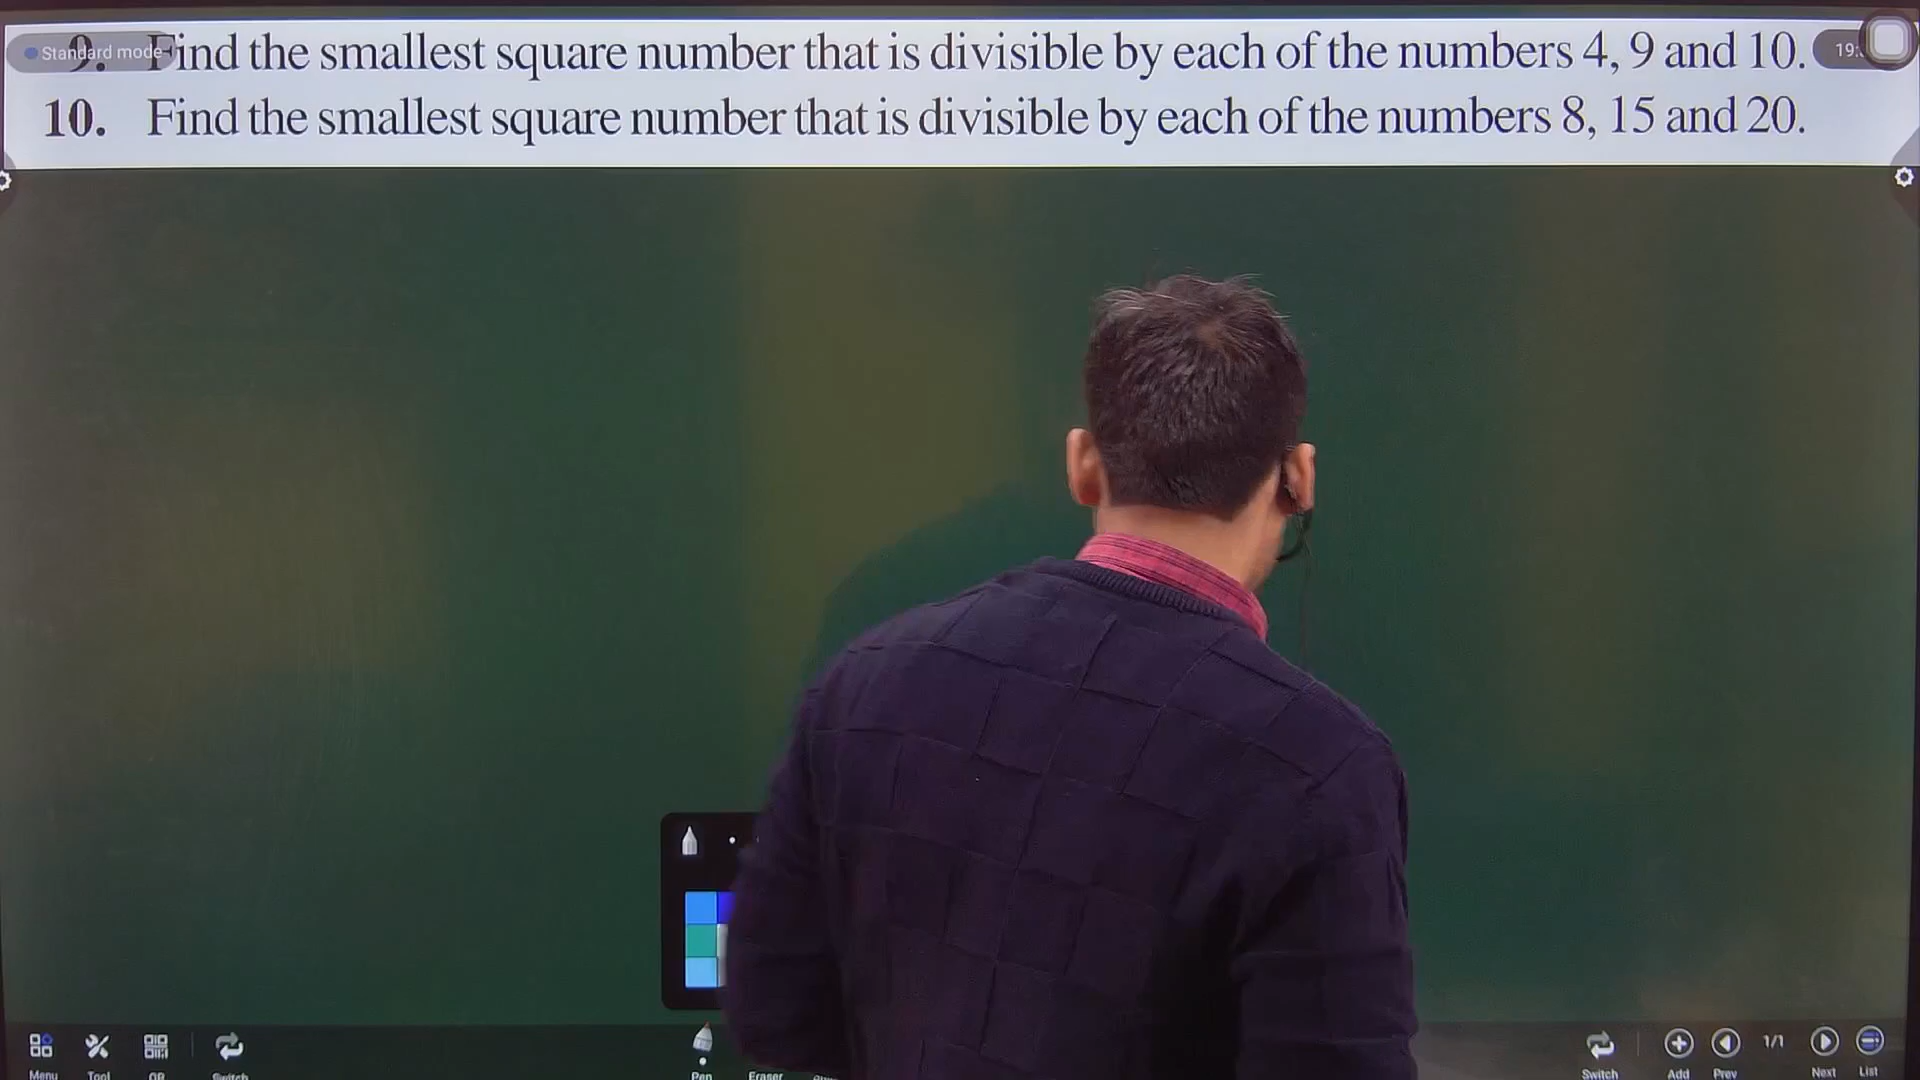 Standard mode
9. Find the smallest square number that is divisible by each of the numbers 4, 9 and 10.
19:
10. Find the smallest square number that is divisible by each of the numbers 8, 15 and 20.
Menu Tool QR Switch Pen Eraser Switch Add Prev 1/1 Next List